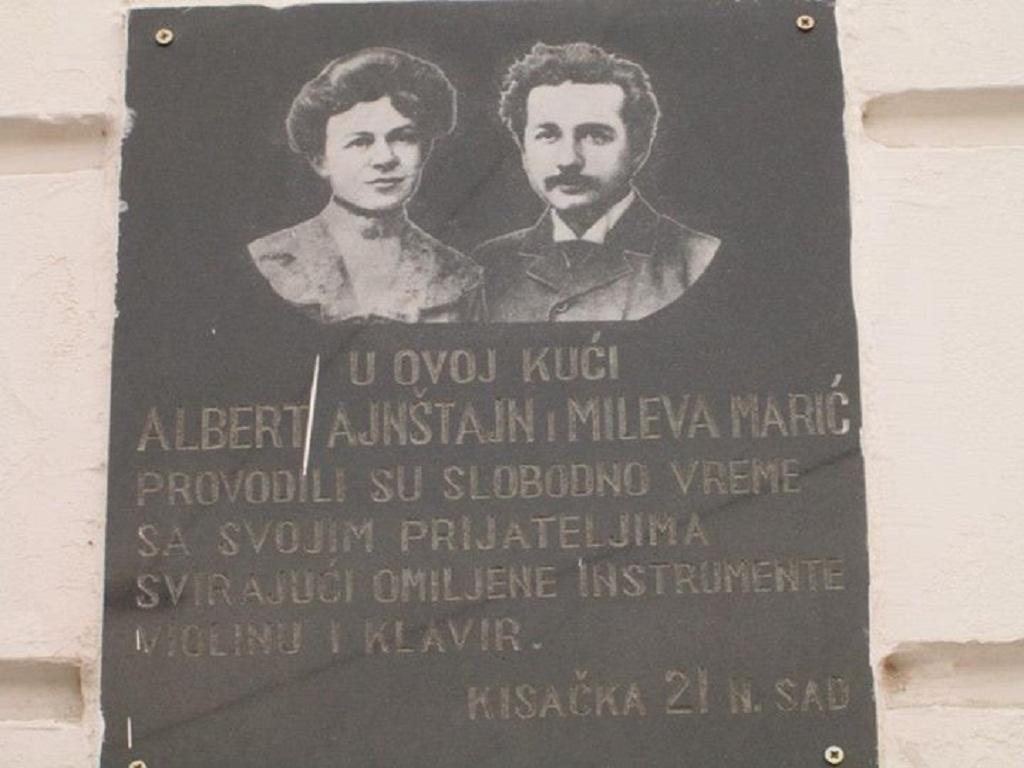 U OVOJ KUĆI
ALBERT AJNŠTAJN I MILEVA MARIĆ
PROVODILI SU SLOBODNO VREME
SA SVOJIM PRIJATELJIMA
SVIRAJUĆI OMILJENE INSTRUMENTE
VIOLINU I KLAVIR.
KISAČKA 21 N. SAD